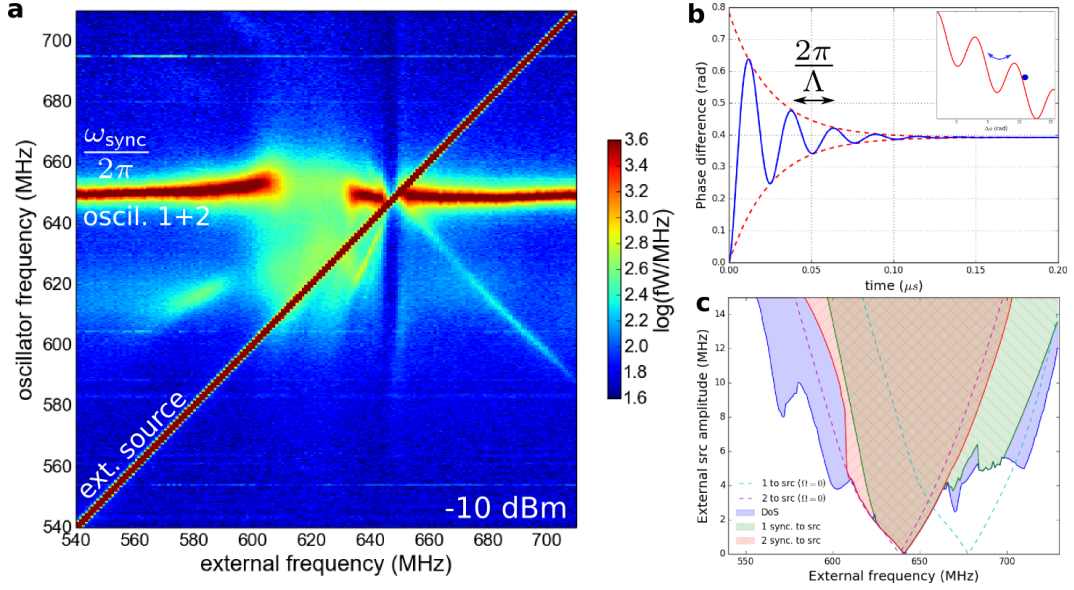 a
710
700
680
660
640
620
600
580
560
540
oscillator frequency (MHz)
ω_sync
2π
oscil. 1+2
ext. source
-10 dBm
540
560
580
600
620
640
660
680
700
external frequency (MHz)
3.6
3.4
3.2
3.0
2.8
2.6
2.4
2.2
2.0
1.8
1.6
log(fW/MHz)
b
0.8
0.7
0.6
0.5
0.4
0.3
0.2
0.1
0.0
Phase difference (rad)
2π
Λ
0.00
0.05
0.10
0.15
0.20
time (μs)
c
14
12
10
8
6
4
2
0
External src amplitude (MHz)
1 to src (Ω=0)
2 to src (Ω=0)
DoS
1 sync. to src
2 sync. to src
550
600
650
700
External frequency (MHz)